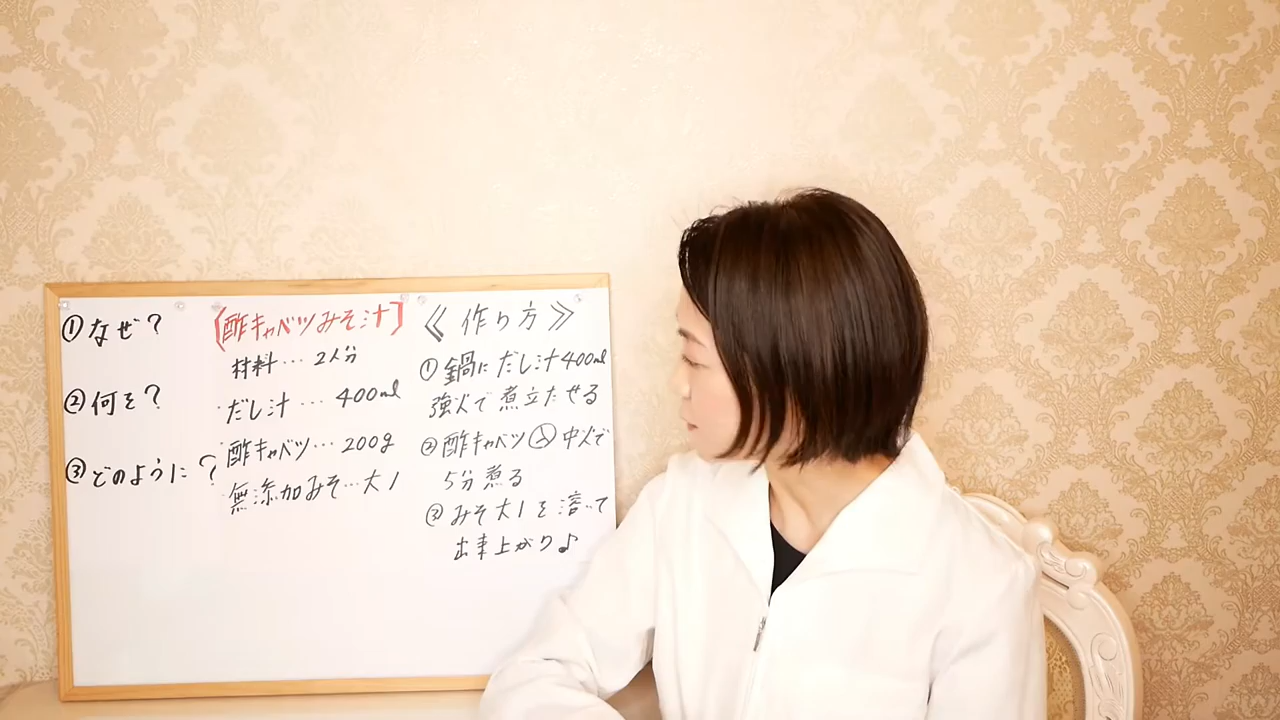 ①なぜ?
②何を?
③どのように?
[酢キャベツみそ汁]
材料…2人分
・だし汁…400ml
・酢キャベツ…200g
・無添加みそ…大1
《作り方》
①鍋にだし汁400ml
強火で煮立たせる
②酢キャベツ入 中火で
5分煮る
③みそ大1を溶いて
出来上がり♪